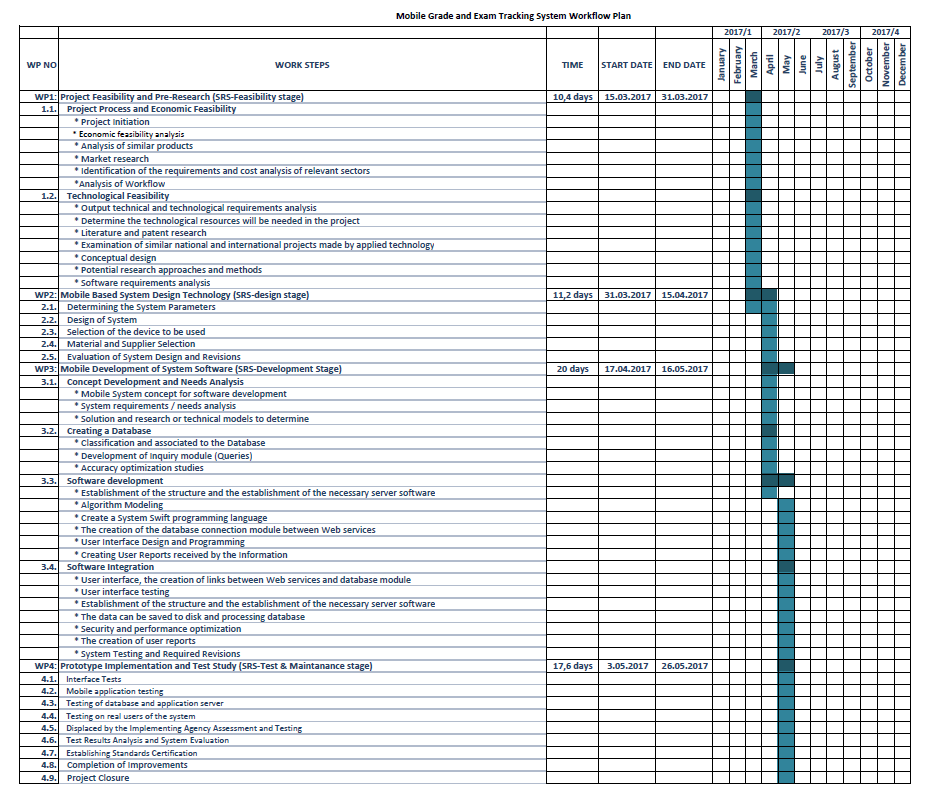 Mobile Grade and Exam Tracking System Workflow Plan
2017/1 2017/2 2017/3 2017/4
WP NO WORK STEPS TIME START DATE END DATE January February March April May June July August September October November December
WP1: Project Feasibility and Pre-Research (SRS-Feasibility stage) 10,4 days 15.03.2017 31.03.2017
1.1. Project Process and Economic Feasibility
* Project Initiation
* Economic feasibility analysis
* Analysis of similar products
* Market research
* Identification of the requirements and cost analysis of relevant sectors
*Analysis of Workflow
1.2. Technological Feasibility
* Output technical and technological requirements analysis
* Determine the technological resources will be needed in the project
* Literature and patent research
* Examination of similar national and international projects made by applied technology
* Conceptual design
* Potential research approaches and methods
* Software requirements analysis
WP2: Mobile Based System Design Technology (SRS-design stage) 11,2 days 31.03.2017 15.04.2017
2.1. Determining the System Parameters
2.2. Design of System
2.3. Selection of the device to be used
2.4. Material and Supplier Selection
2.5. Evaluation of System Design and Revisions
WP3: Mobile Development of System Software (SRS-Development Stage) 20 days 17.04.2017 16.05.2017
3.1. Concept Development and Needs Analysis
* Mobile System concept for software development
* System requirements / needs analysis
* Solution and research or technical models to determine
3.2. Creating a Database
* Classification and associated to the Database
* Development of Inquiry module (Queries)
* Accuracy optimization studies
3.3. Software development
* Establishment of the structure and the establishment of the necessary server software
* Algorithm Modeling
* Create a System Swift programming language
* The creation of the database connection module between Web services
* User Interface Design and Programming
* Creating User Reports received by the Information
3.4. Software Integration
* User interface, the creation of links between Web services and database module
* User interface testing
* Establishment of the structure and the establishment of the necessary server software
* The data can be saved to disk and processing database
* Security and performance optimization
* The creation of user reports
* System Testing and Required Revisions
WP4: Prototype Implementation and Test Study (SRS-Test & Maintanance stage) 17,6 days 3.05.2017 26.05.2017
4.1. Interface Tests
4.2. Mobile application testing
4.3. Testing of database and application server
4.4. Testing on real users of the system
4.5. Displaced by the Implementing Agency Assessment and Testing
4.6. Test Results Analysis and System Evaluation
4.7. Establishing Standards Certification
4.8. Completion of Improvements
4.9. Project Closure